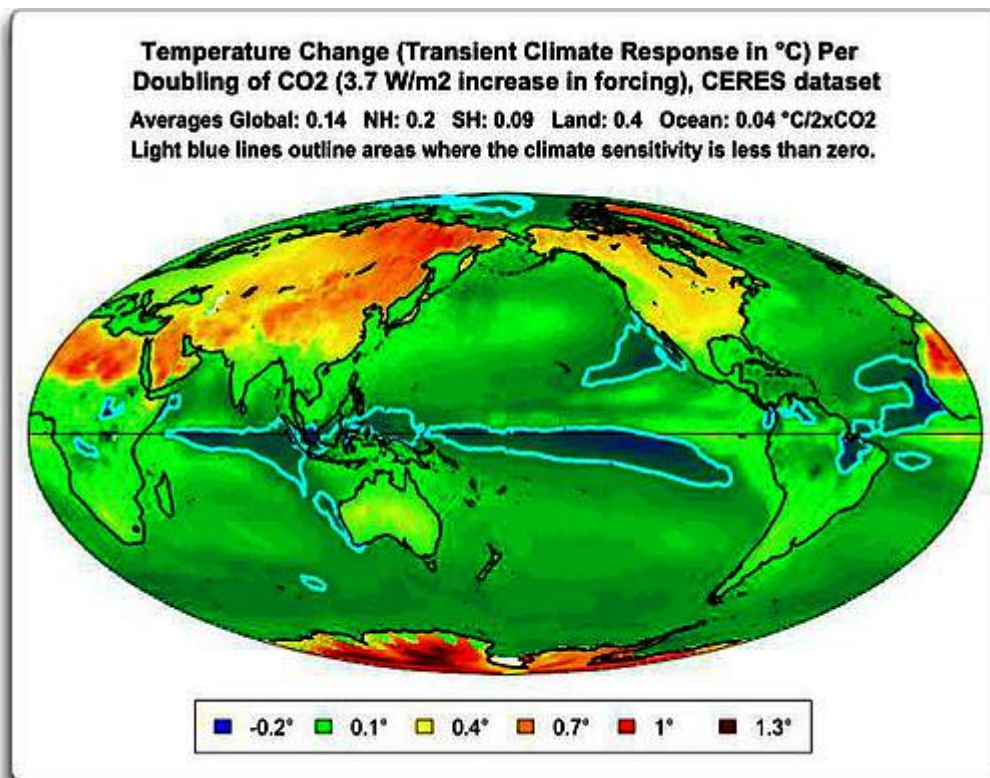 Temperature Change (Transient Climate Response in °C) Per
Doubling of CO2 (3.7 W/m2 increase in forcing), CERES dataset
Averages Global: 0.14 NH: 0.2 SH: 0.09 Land: 0.4 Ocean: 0.04 °C/2xCO2
Light blue lines outline areas where the climate sensitivity is less than zero.
-0.2° 0.1° 0.4° 0.7° 1° 1.3°